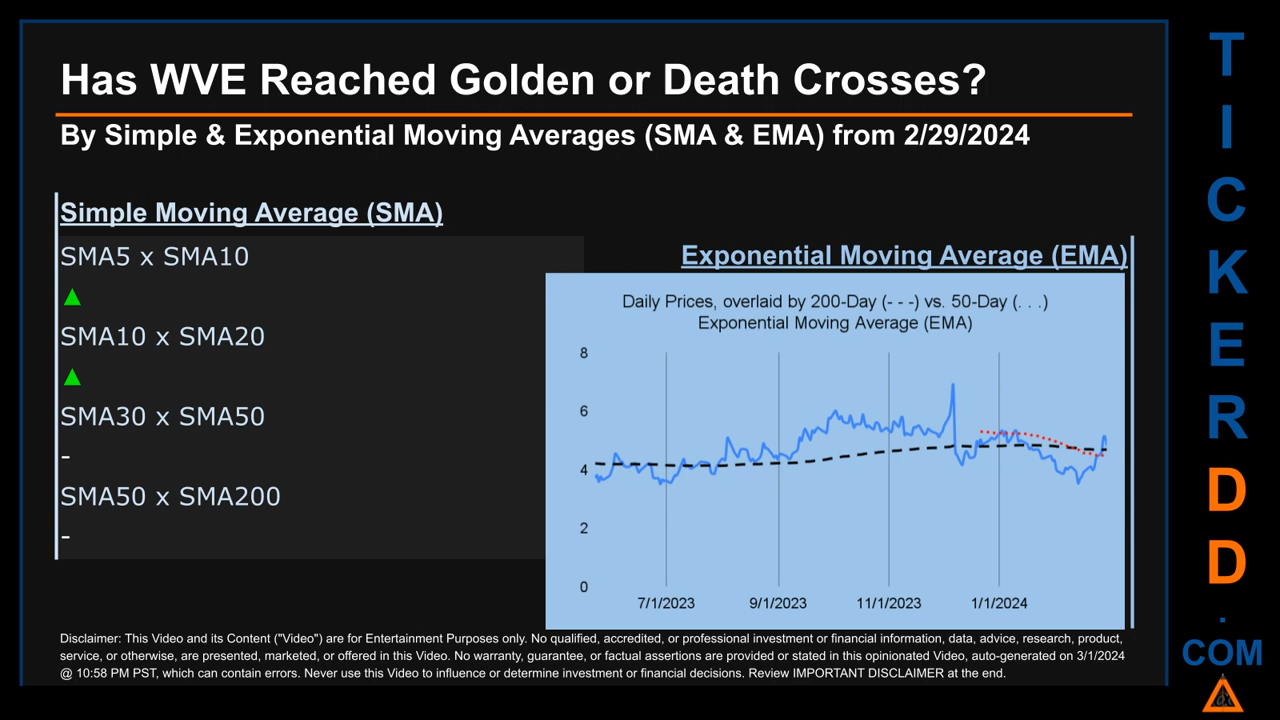 Has WVE Reached Golden or Death Crosses?
By Simple & Exponential Moving Averages (SMA & EMA) from 2/29/2024
Simple Moving Average (SMA)
SMA5 x SMA10
▲
SMA10 x SMA20
▲
SMA30 x SMA50
-
SMA50 x SMA200
-
Exponential Moving Average (EMA)
Daily Prices, overlaid by 200-Day (- - -) vs. 50-Day (. . .)
Exponential Moving Average (EMA)
8
6
4
2
0
7/1/2023 9/1/2023 11/1/2023 1/1/2024
Disclaimer: This Video and its Content ("Video") are for Entertainment Purposes only. No qualified, accredited, or professional investment or financial information, data, advice, research, product,
service, or otherwise, are presented, marketed, or offered in this Video. No warranty, guarantee, or factual assertions are provided or stated in this opinionated Video, auto-generated on 3/1/2024
@ 10:58 PM PST, which can contain errors. Never use this Video to influence or determine investment or financial decisions. Review IMPORTANT DISCLAIMER at the end.
T
I
C
K
E
R
D
D
.
COM